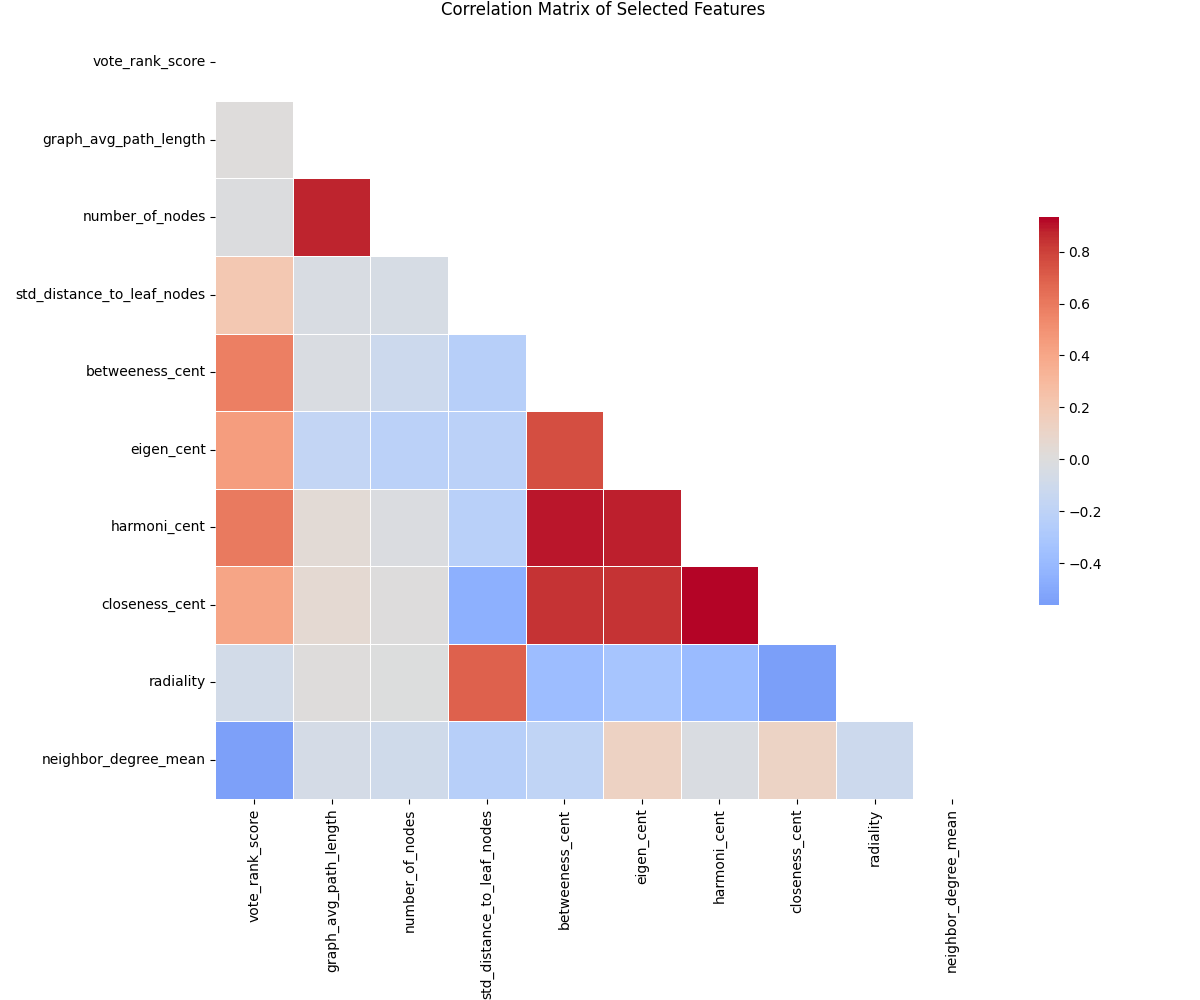 Correlation Matrix of Selected Features
vote_rank_score
graph_avg_path_length
number_of_nodes
std_distance_to_leaf_nodes
betweeness_cent
eigen_cent
harmoni_cent
closeness_cent
radiality
neighbor_degree_mean
vote_rank_score
graph_avg_path_length
number_of_nodes
std_distance_to_leaf_nodes
betweeness_cent
eigen_cent
harmoni_cent
closeness_cent
radiality
neighbor_degree_mean
0.8
0.6
0.4
0.2
0.0
−0.2
−0.4